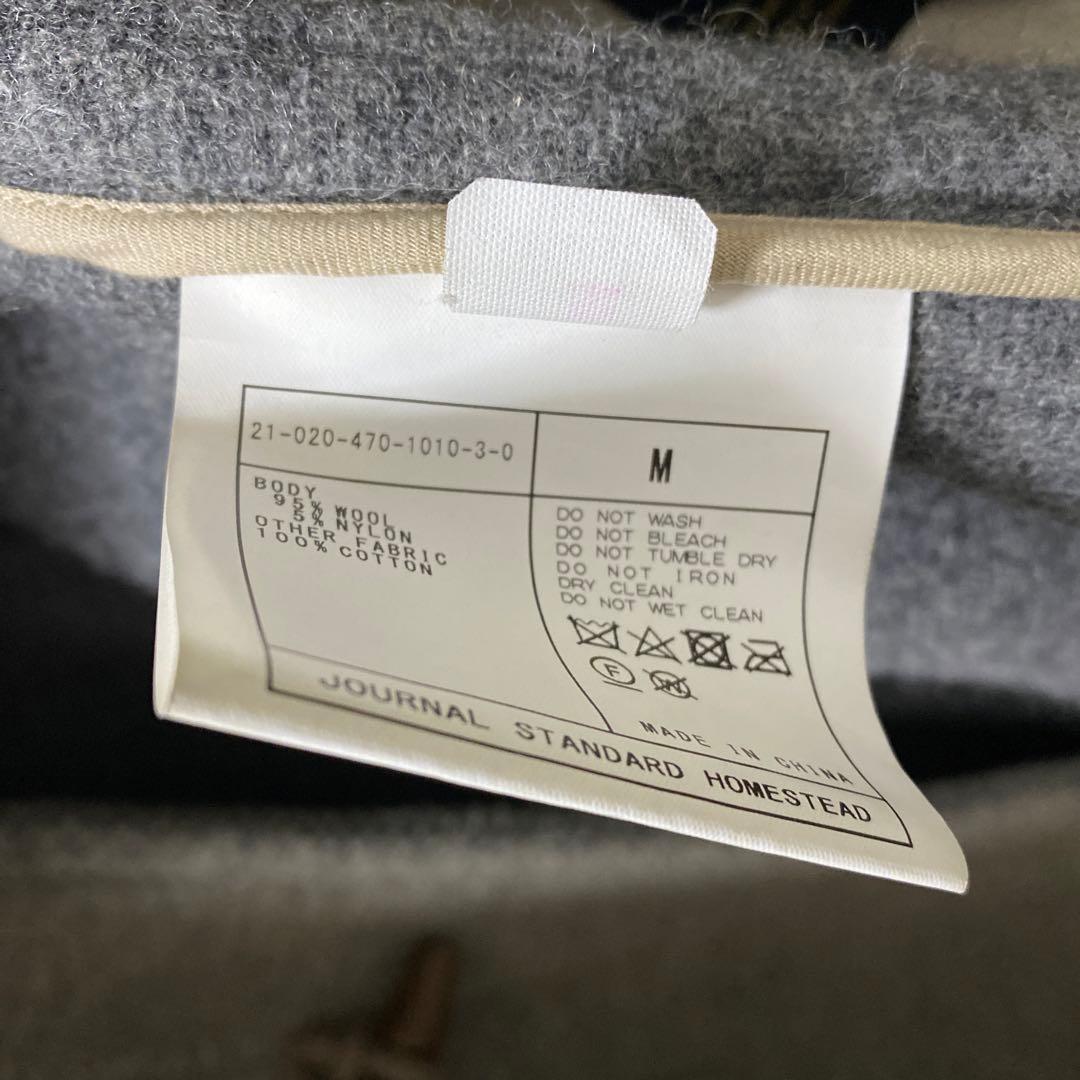 21-020-470-1010-3-0
M
BODY
95% WOOL
5% NYLON
OTHER FABRIC
100% COTTON
DO NOT WASH
DO NOT BLEACH
DO NOT TUMBLE DRY
DO NOT IRON
DRY CLEAN
DO NOT WET CLEAN
F
W
MADE IN CHINA
JOURNAL STANDARD HOMESTEAD